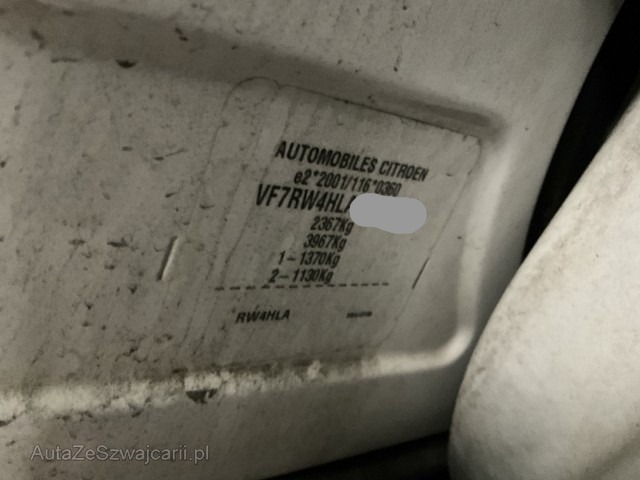 AUTOMOBILES CITROEN
e2*2001/116*0360
VF7RW4HLA
2367Kg
3967Kg
1-1370Kg
2-1130Kg
RW4HLA
AutaZeSzwajcarii.pl